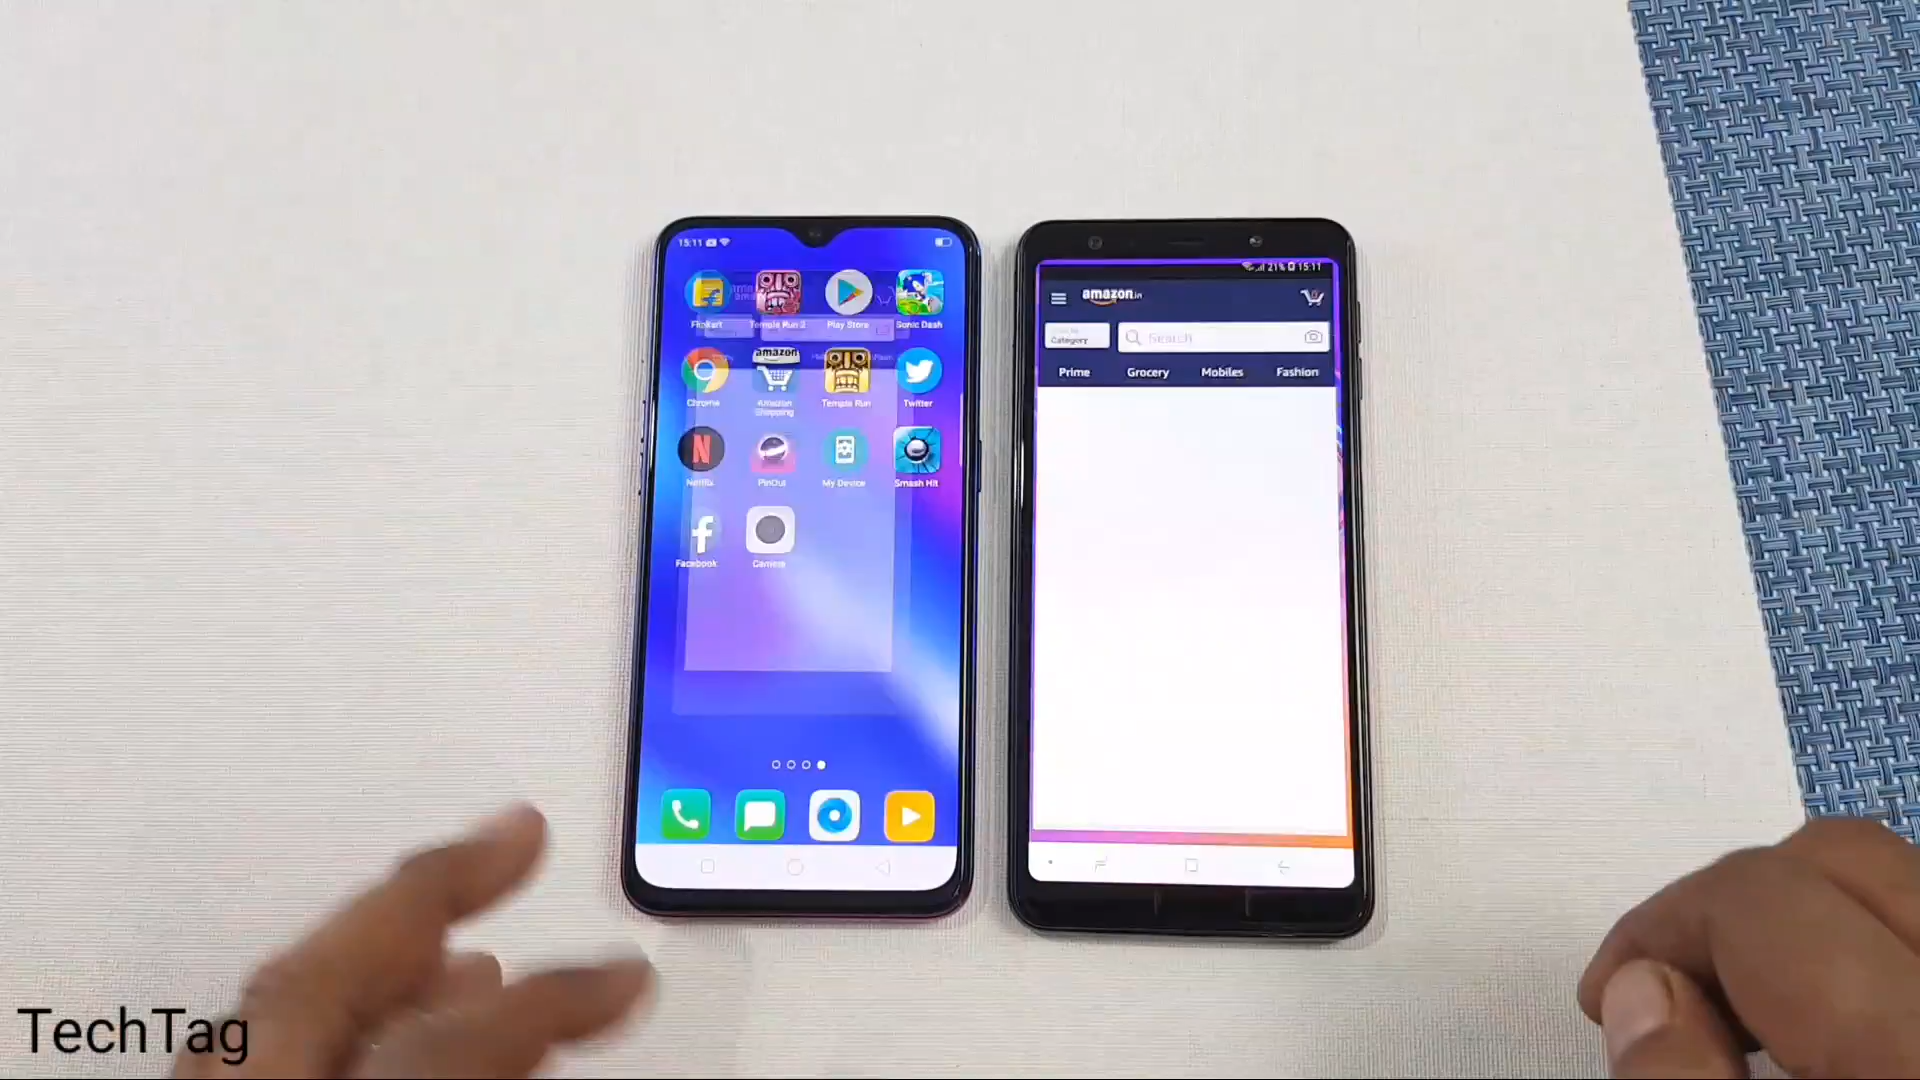 15:11
Flipkart
Temple Run 2
Play Store
Sonic Dash
amazon
Chrome
Amazon Shopping
Temple Run
Twitter
N
Netflix
PinOut
My Device
Smash Hit
Facebook
Camera
21% 15:11
amazon.in
Category
Search
Prime
Grocery
Mobiles
Fashion
TechTag